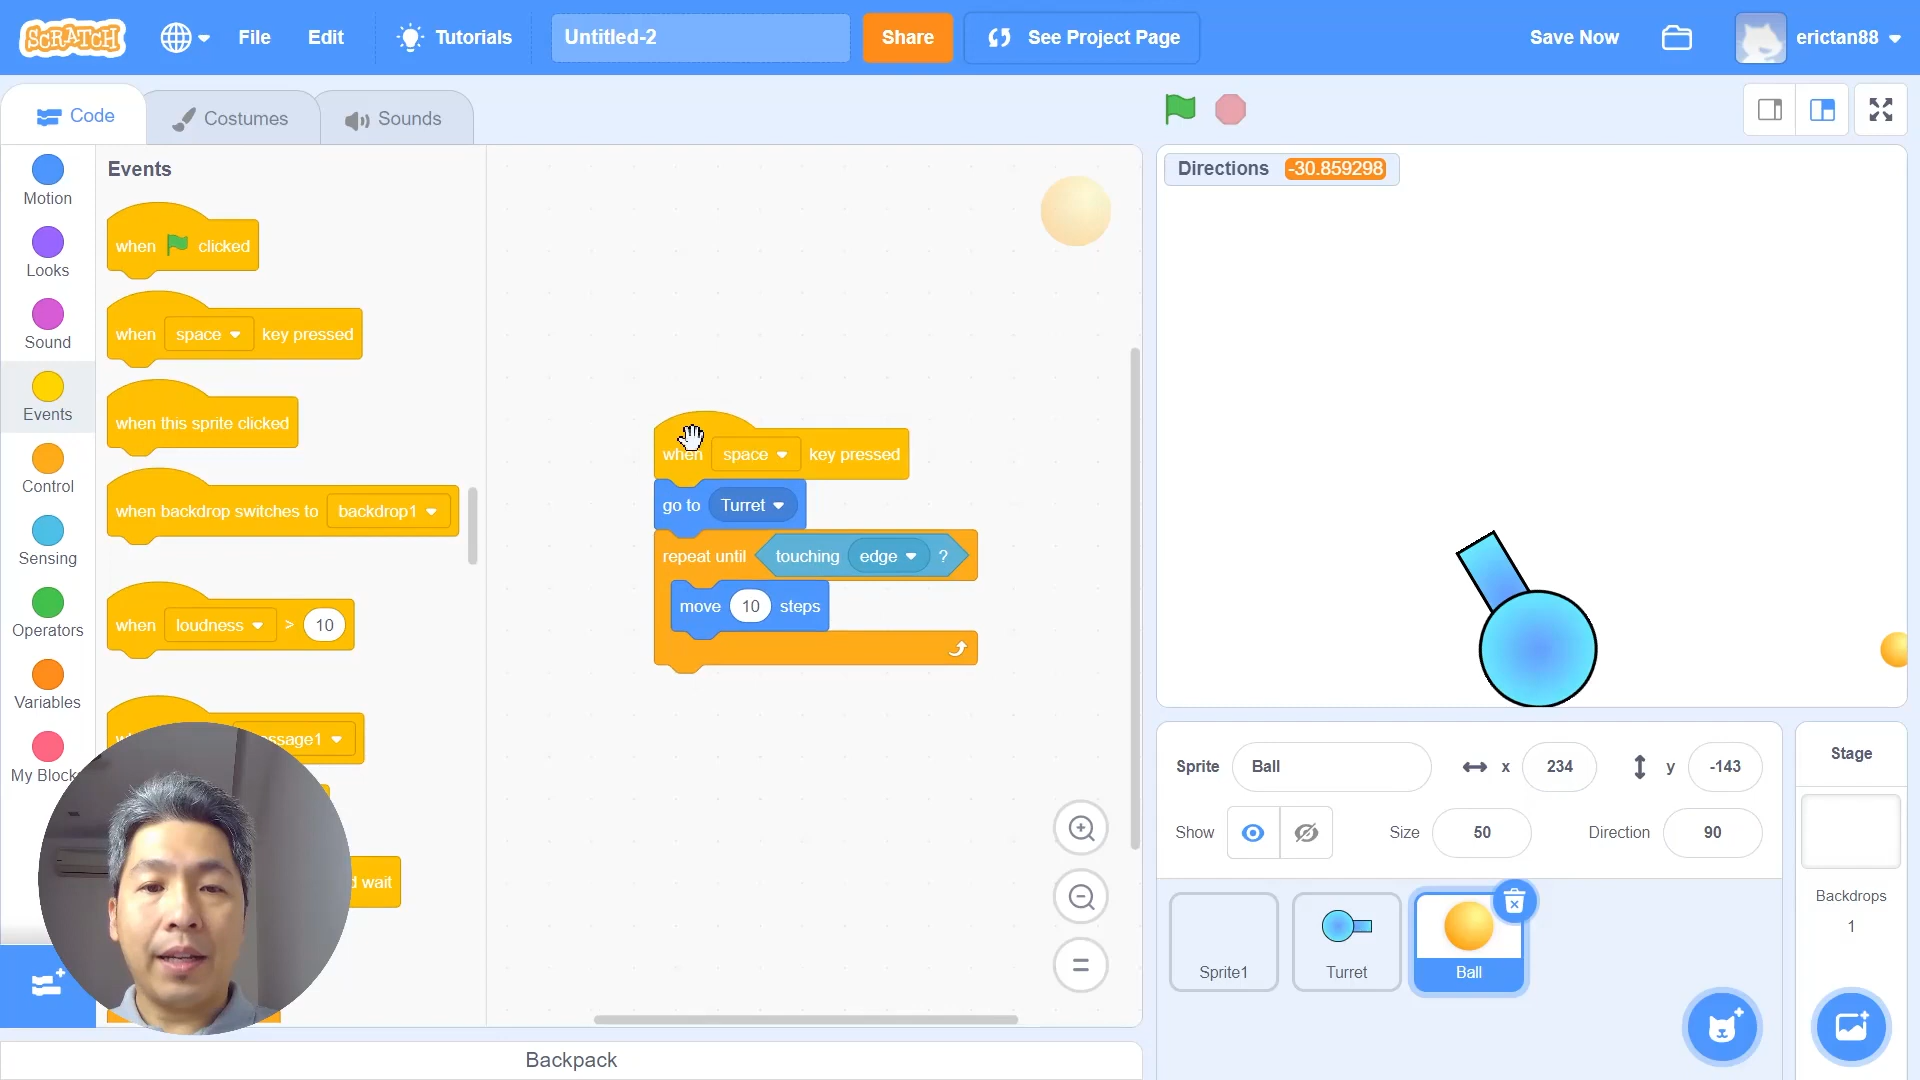 SCRATCH
File
Edit
Tutorials
Untitled-2
Share
See Project Page
Save Now
erictan88
Code
Costumes
Sounds
Motion
Looks
Sound
Events
Control
Sensing
Operators
Variables
My Block
Events
when clicked
when space key pressed
when this sprite clicked
when backdrop switches to backdrop1
when loudness > 10
ssage1
d wait
when space key pressed
go to Turret
repeat until touching edge ?
move 10 steps
Backpack
Directions -30.859298
Sprite Ball x 234 y -143
Show Size 50 Direction 90
Sprite1
Turret
Ball
Stage
Backdrops
1